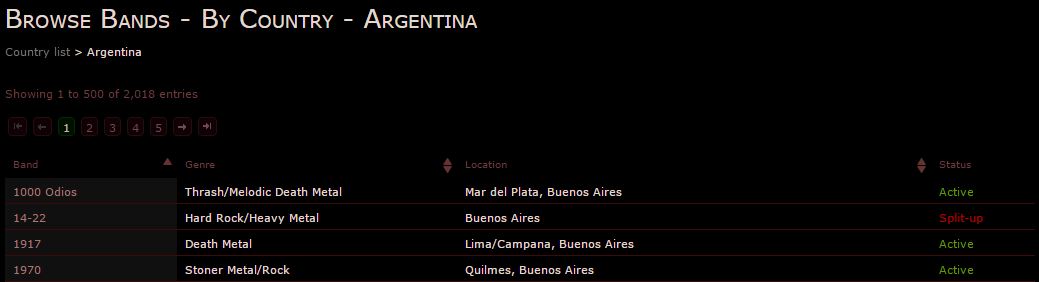 Browse Bands - By Country - Argentina
Country list > Argentina
Showing 1 to 500 of 2,018 entries
1 2 3 4 5
Band Genre Location Status
1000 Odios Thrash/Melodic Death Metal Mar del Plata, Buenos Aires Active
14-22 Hard Rock/Heavy Metal Buenos Aires Split-up
1917 Death Metal Lima/Campana, Buenos Aires Active
1970 Stoner Metal/Rock Quilmes, Buenos Aires Active